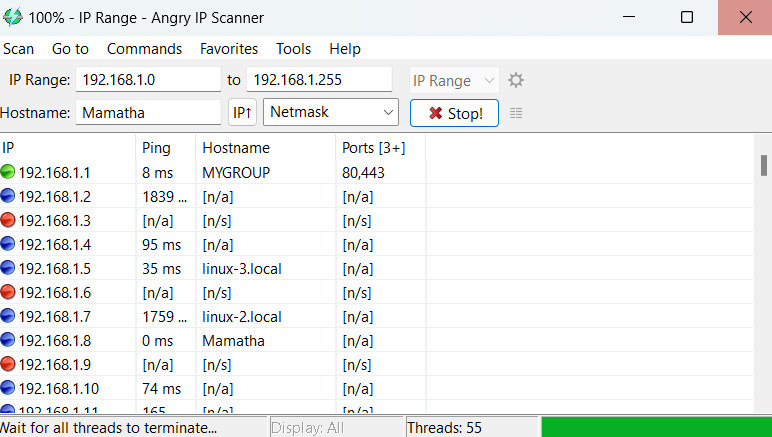 100% - IP Range - Angry IP Scanner
Scan Go to Commands Favorites Tools Help
IP Range: 192.168.1.0 to 192.168.1.255 IP Range
Hostname: Mamatha IP↑ Netmask Stop!
IP Ping Hostname Ports [3+]
192.168.1.1 8 ms MYGROUP 80,443
192.168.1.2 1839 ... [n/a] [n/a]
192.168.1.3 [n/a] [n/s] [n/s]
192.168.1.4 95 ms [n/a] [n/a]
192.168.1.5 35 ms linux-3.local [n/a]
192.168.1.6 [n/a] [n/s] [n/s]
192.168.1.7 1759 ... linux-2.local [n/a]
192.168.1.8 0 ms Mamatha [n/a]
192.168.1.9 [n/a] [n/s] [n/s]
192.168.1.10 74 ms [n/a] [n/a]
192.168.1.11 165 [n/a] [n/a]
Wait for all threads to terminate... Display: All Threads: 55